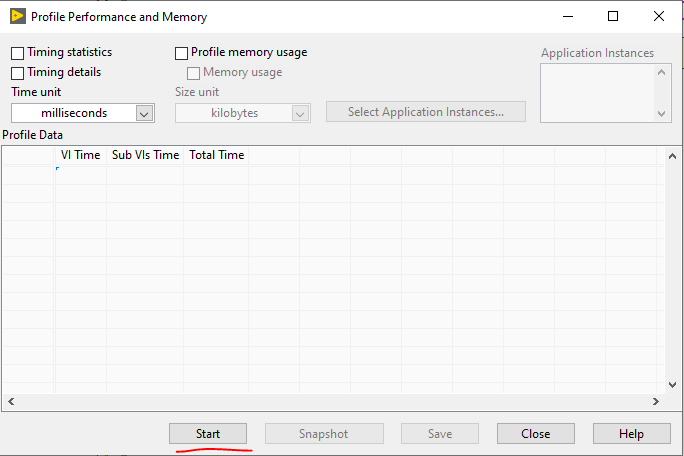 Profile Performance and Memory
Timing statistics
Profile memory usage
Application Instances
Timing details
Memory usage
Time unit
Size unit
milliseconds
kilobytes
Select Application Instances...
Profile Data
VI Time Sub VIs Time Total Time
Start Snapshot Save Close Help